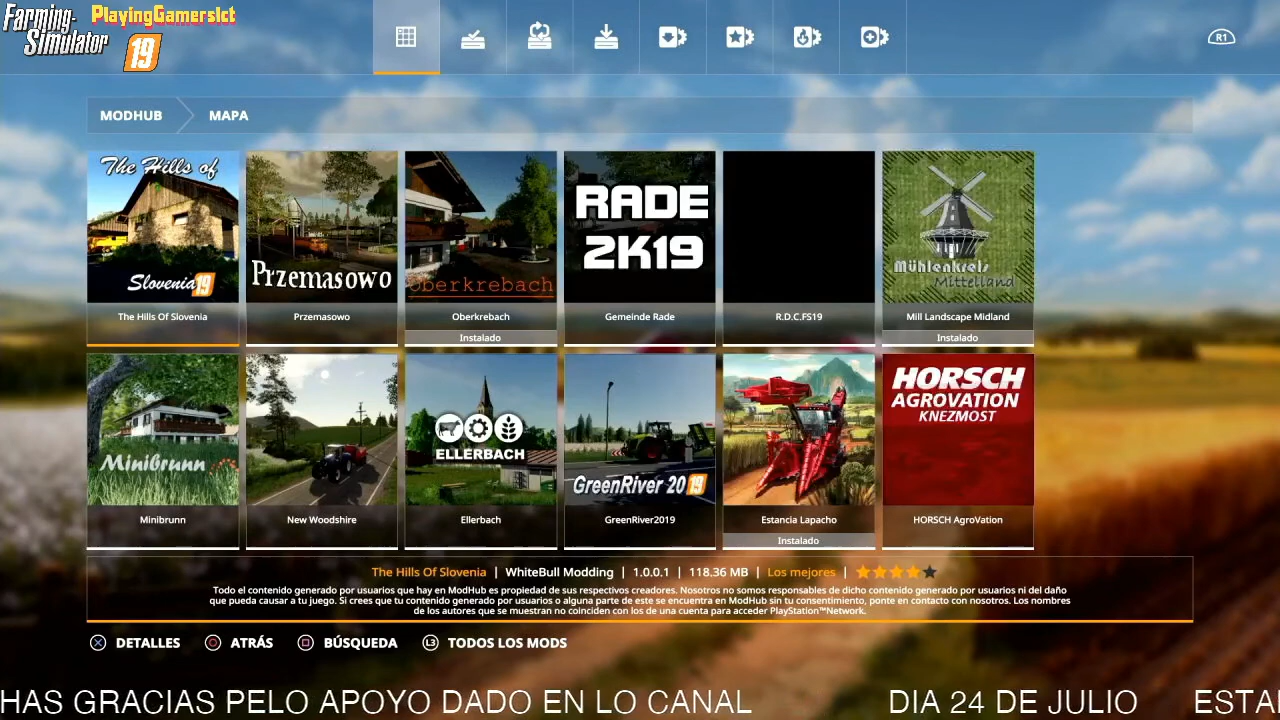 Farming-
Simulator
19
PlayingGamersIct
R1
MODHUB
MAPA
The Hills of
Slovenia 19
Przemasowo
Oberkrebach
RADE
2K19
Mühlenkreis
Mittelland
The Hills Of Slovenia
Przemasowo
Oberkrebach
Gemeinde Rade
R.D.C.FS19
Mill Landscape Midland
Instalado
Instalado
Minibrunn
ELLERBACH
GreenRiver 2019
HORSCH
AGROVATION
KNEZMOST
Minibrunn
New Woodshire
Ellerbach
GreenRiver2019
Estancia Lapacho
HORSCH AgroVation
Instalado
The Hills Of Slovenia | WhiteBull Modding | 1.0.0.1 | 118.36 MB | Los mejores |
Todo el contenido generado por usuarios que hay en ModHub es propiedad de sus respectivos creadores. Nosotros no somos responsables de dicho contenido generado por usuarios ni del daño
que pueda causar a tu juego. Si crees que tu contenido generado por usuarios o alguna parte de este se encuentra en ModHub sin tu consentimiento, ponte en contacto con nosotros. Los nombres
de los autores que se muestran no coinciden con los de una cuenta para acceder PlayStation™Network.
DETALLES
ATRÁS
BÚSQUEDA
L3 TODOS LOS MODS
HAS GRACIAS PELO APOYO DADO EN LO CANAL DIA 24 DE JULIO ESTA